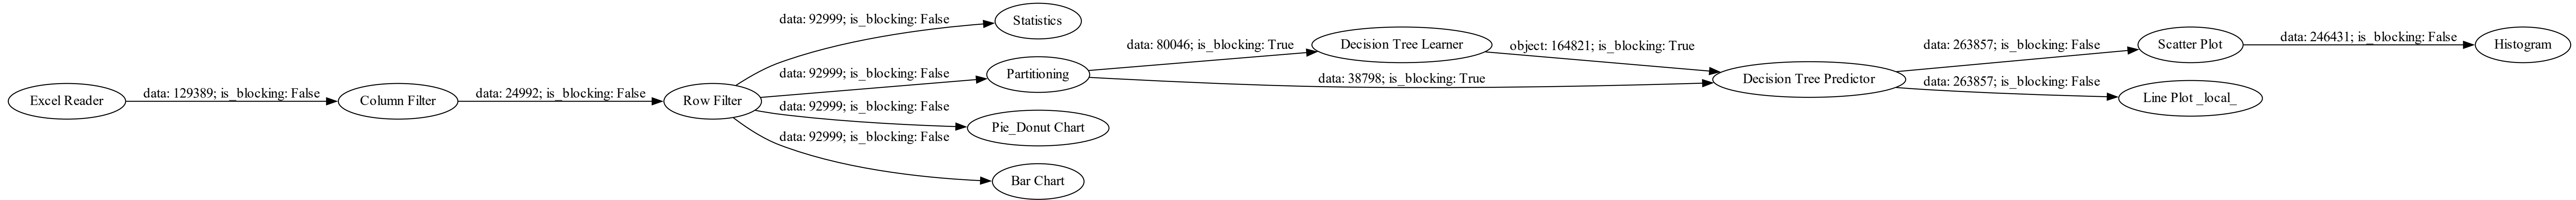 Excel Reader
data: 129389; is_blocking: False
Column Filter
data: 24992; is_blocking: False
Row Filter
data: 92999; is_blocking: False
Statistics
data: 92999; is_blocking: False
Partitioning
data: 92999; is_blocking: False
Pie_Donut Chart
data: 92999; is_blocking: False
Bar Chart
data: 80046; is_blocking: True
Decision Tree Learner
data: 38798; is_blocking: True
object: 164821; is_blocking: True
Decision Tree Predictor
data: 263857; is_blocking: False
Scatter Plot
data: 263857; is_blocking: False
Line Plot _local_
data: 246431; is_blocking: False
Histogram